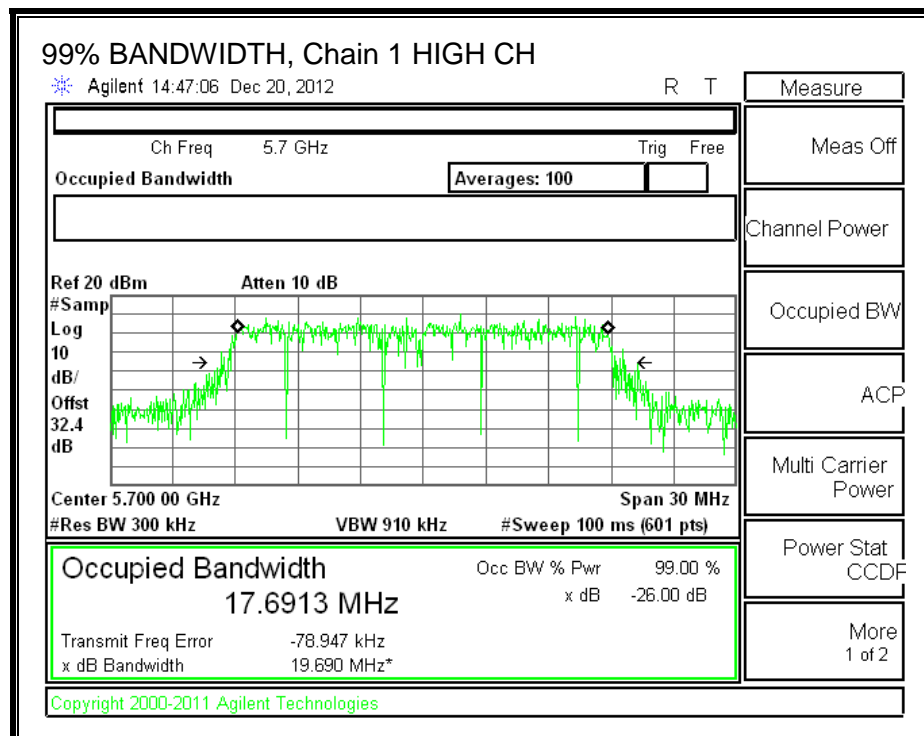 99% BANDWIDTH, Chain 1 HIGH CH
Agilent 14:47:06 Dec 20, 2012 R T
Measure
Ch Freq 5.7 GHz Trig Free
Occupied Bandwidth Averages: 100
Ref 20 dBm Atten 10 dB
#Samp
Log
10
dB/
Offst
32.4
dB
Center 5.700 00 GHz Span 30 MHz
#Res BW 300 kHz VBW 910 kHz #Sweep 100 ms (601 pts)
Occupied Bandwidth
17.6913 MHz
Occ BW % Pwr 99.00 %
x dB -26.00 dB
Transmit Freq Error -78.947 kHz
x dB Bandwidth 19.690 MHz*
Meas Off
Channel Power
Occupied BW
ACP
Multi Carrier
Power
Power Stat
CCDF
More
1 of 2
Copyright 2000-2011 Agilent Technologies